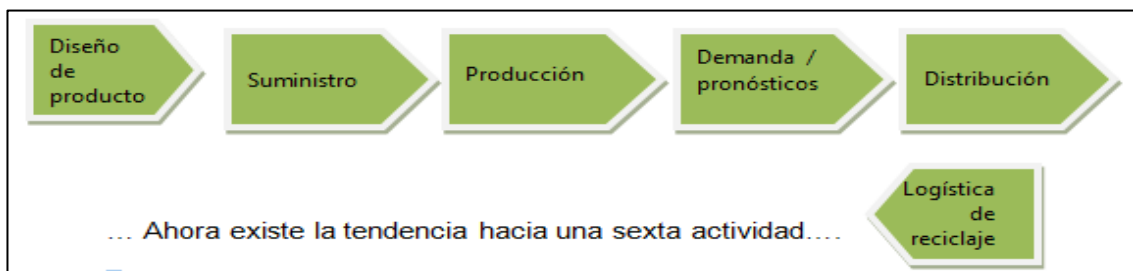 Diseño
de
producto
Suministro
Producción
Demanda /
pronósticos
Distribución
Logística
de
reciclaje
... Ahora existe la tendencia hacia una sexta actividad....